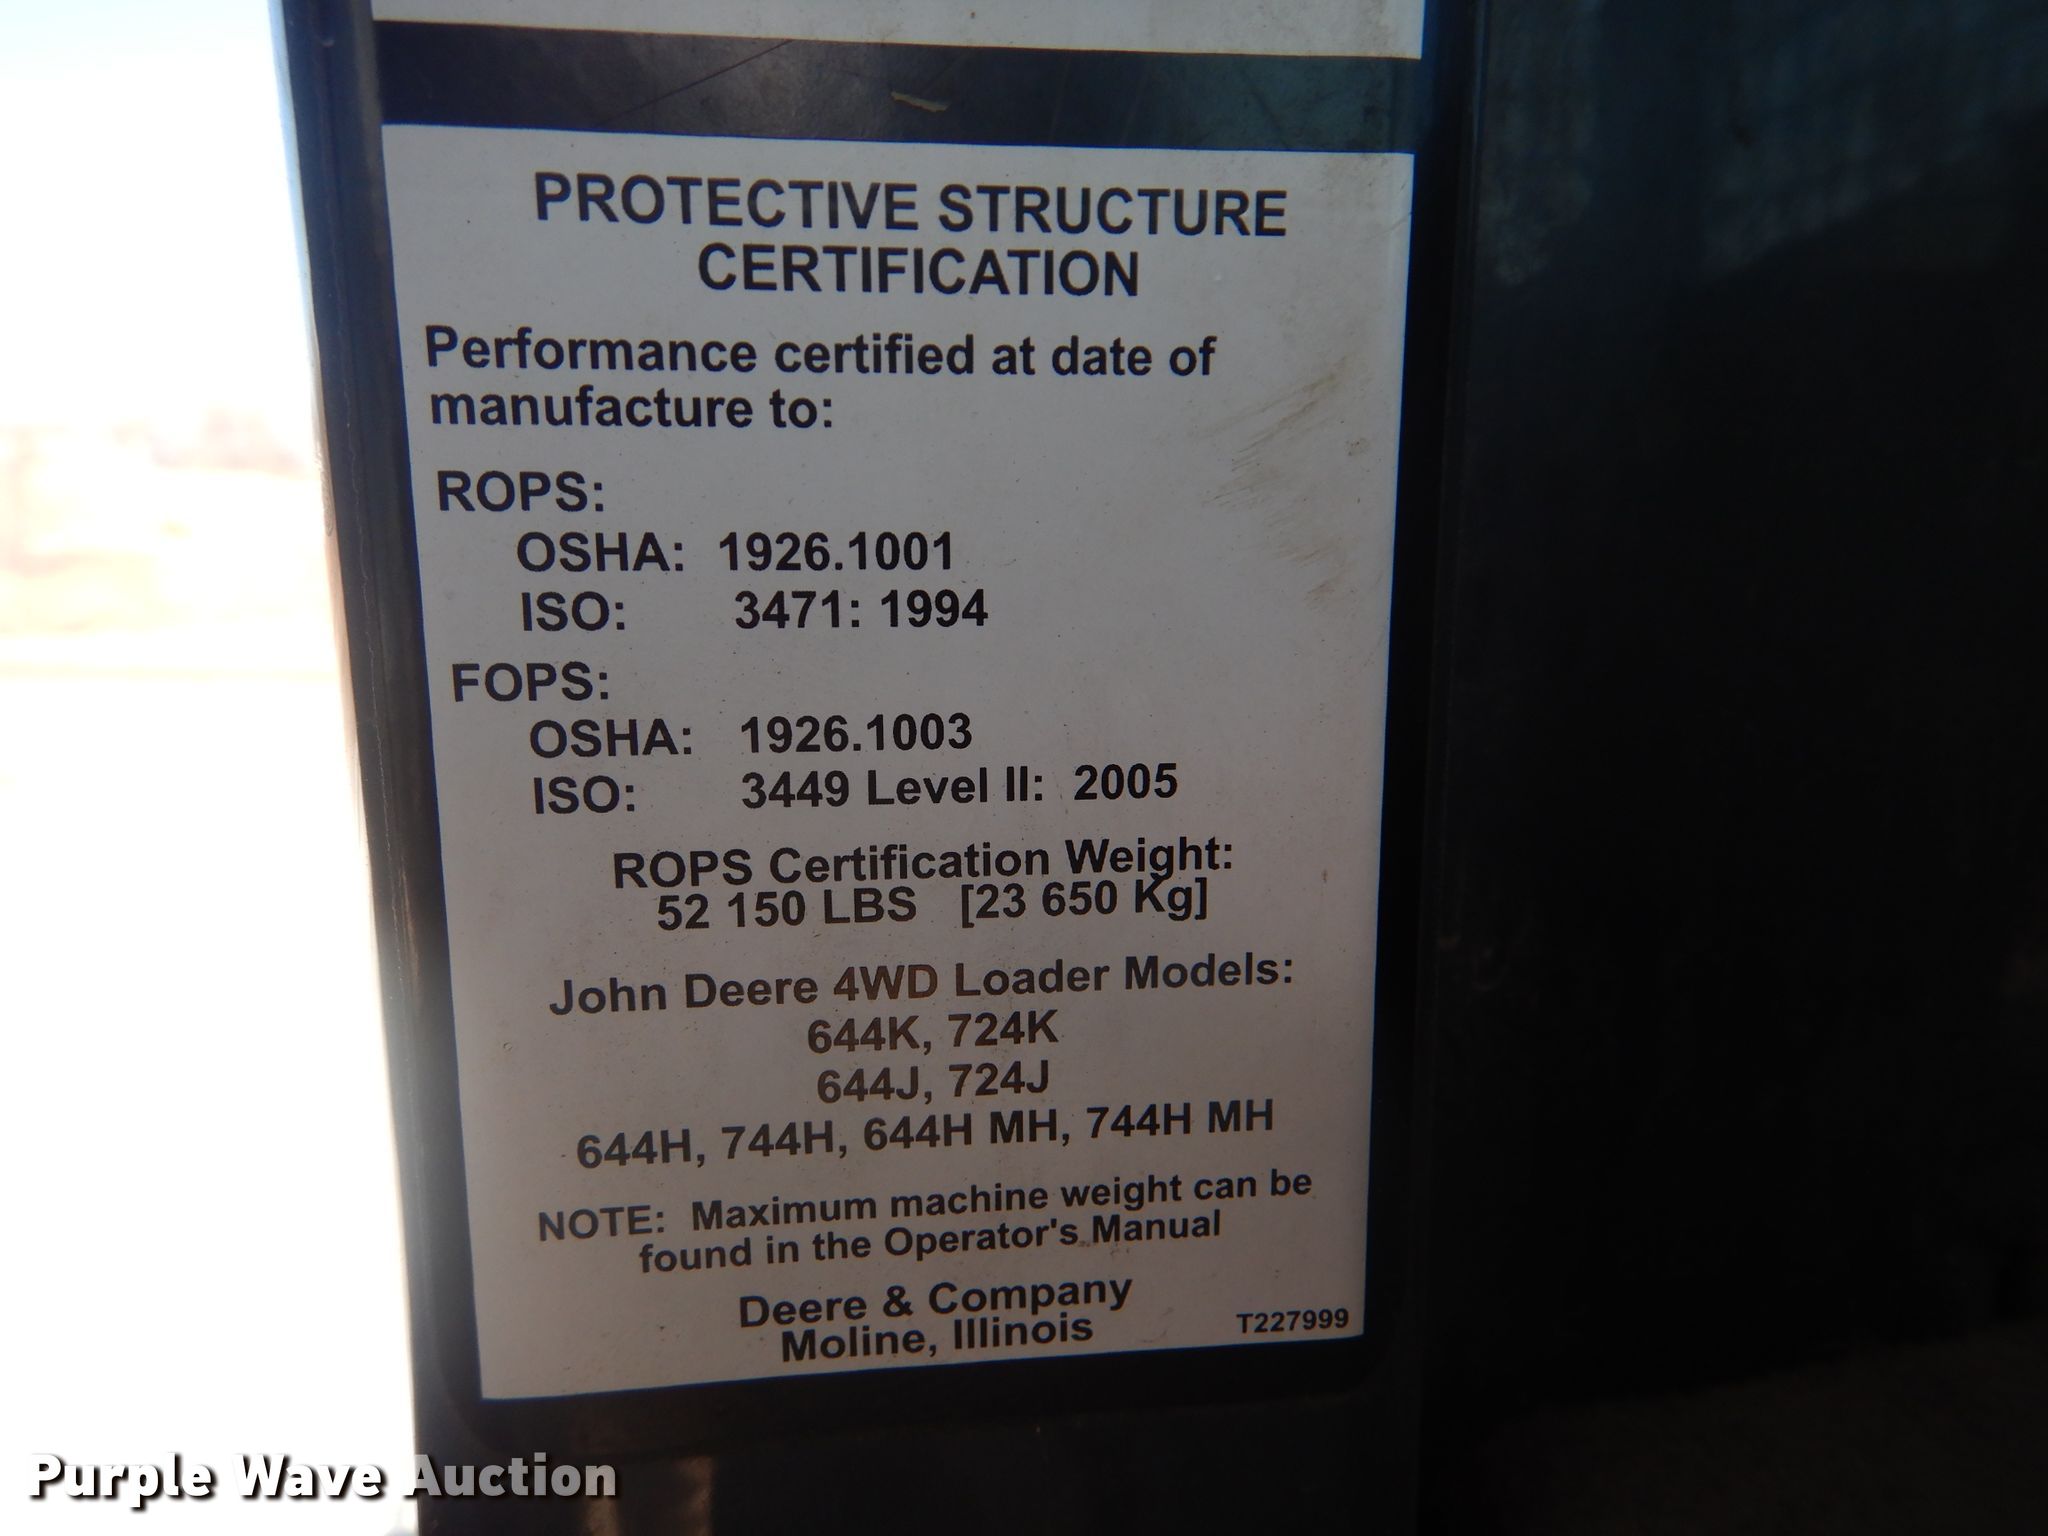 PROTECTIVE STRUCTURE
CERTIFICATION
Performance certified at date of
manufacture to:
ROPS:
OSHA: 1926.1001
ISO: 3471: 1994
FOPS:
OSHA: 1926.1003
ISO: 3449 Level II: 2005
ROPS Certification Weight:
52 150 LBS [23 650 Kg]
John Deere 4WD Loader Models:
644K, 724K
644J, 724J
644H, 744H, 644H MH, 744H MH
NOTE: Maximum machine weight can be
found in the Operator's Manual
Deere & Company
Moline, Illinois
T227999
Purple Wave Auction